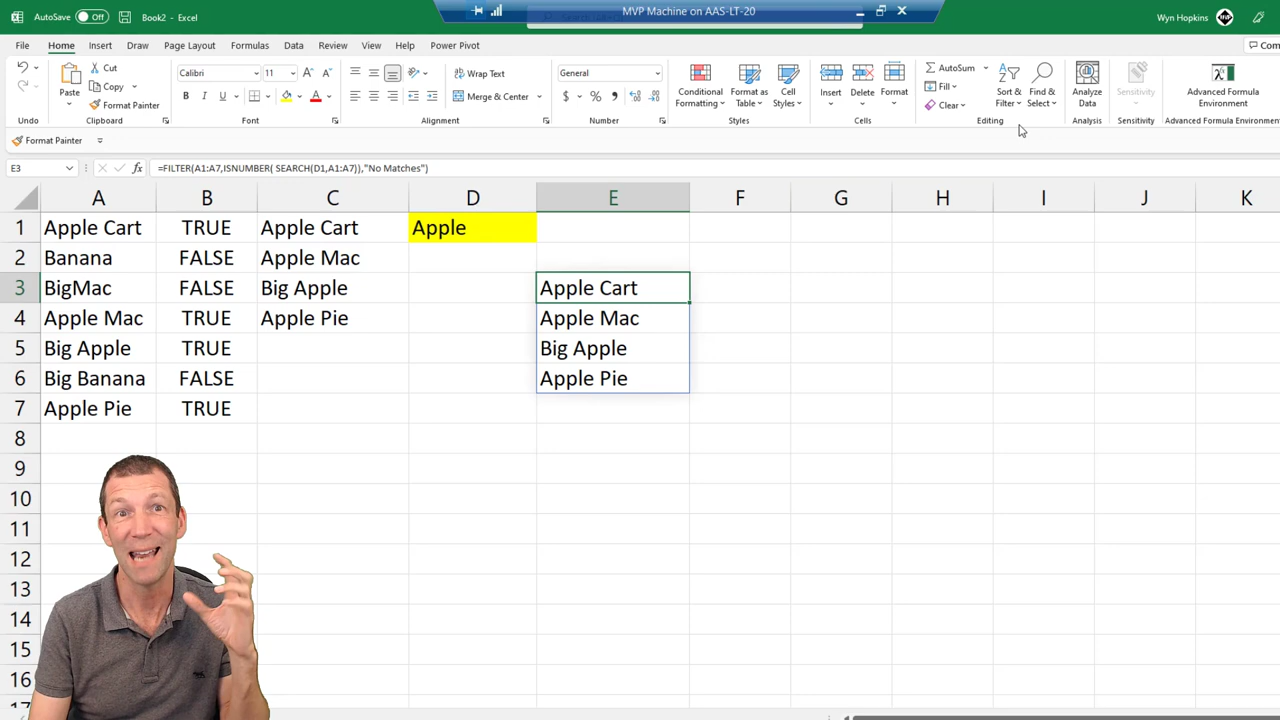 AutoSave Off Book2 - Excel MVP Machine on AAS-LT-20 Wyn Hopkins
File Home Insert Draw Page Layout Formulas Data Review View Help Power Pivot
Undo
Paste
Cut
Copy
Format Painter
Clipboard
Calibri 11
B I U
Font
Wrap Text
Merge & Center
Alignment
General
$ % ,
Number
Conditional Formatting
Format as Table
Cell Styles
Styles
Insert
Delete
Format
Cells
AutoSum
Fill
Clear
Sort & Filter
Find & Select
Editing
Analyze Data
Analysis
Sensitivity
Sensitivity
Advanced Formula Environment
Advanced Formula Environment
Format Painter
E3 fx =FILTER(A1:A7,ISNUMBER( SEARCH(D1,A1:A7)),"No Matches")
A B C D E F G H I J K
1 Apple Cart TRUE Apple Cart Apple
2 Banana FALSE Apple Mac
3 BigMac FALSE Big Apple Apple Cart
4 Apple Mac TRUE Apple Pie Apple Mac
5 Big Apple TRUE Big Apple
6 Big Banana FALSE Apple Pie
7 Apple Pie TRUE
8
9
10
11
12
13
14
15
16